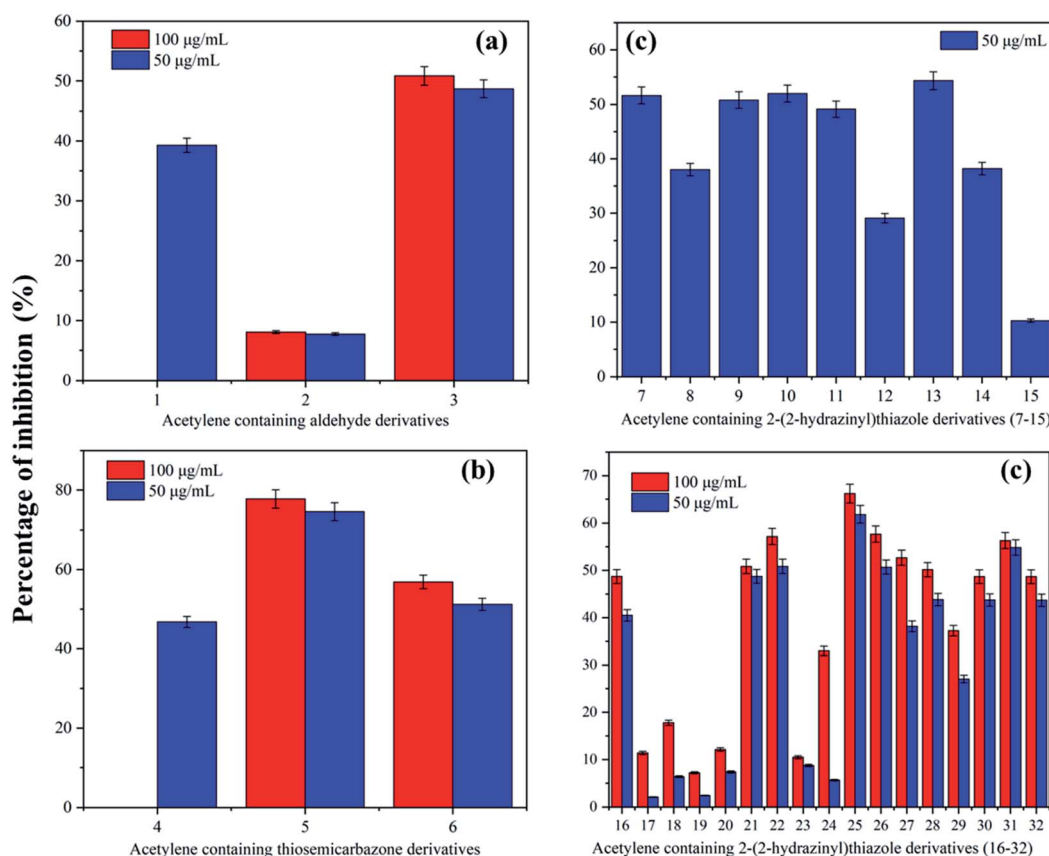 Percentage of inhibition (%)
(a)
100 μg/mL
50 μg/mL
60
50
40
30
20
10
0
1 2 3
Acetylene containing aldehyde derivatives
(c)
50 μg/mL
60
50
40
30
20
10
0
7 8 9 10 11 12 13 14 15
Acetylene containing 2-(2-hydrazinyl)thiazole derivatives (7-15)
(b)
100 μg/mL
50 μg/mL
80
60
40
20
0
4 5 6
Acetylene containing thiosemicarbazone derivatives
(c)
100 μg/mL
50 μg/mL
70
60
50
40
30
20
10
0
16 17 18 19 20 21 22 23 24 25 26 27 28 29 30 31 32
Acetylene containing 2-(2-hydrazinyl)thiazole derivatives (16-32)